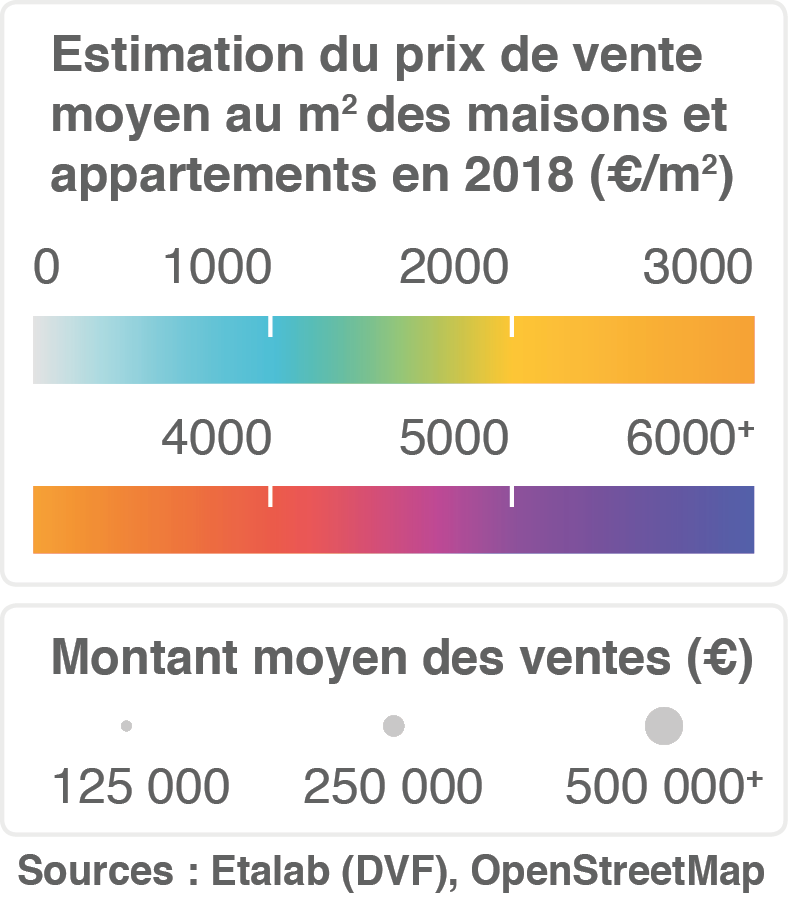 Estimation du prix de vente
moyen au m² des maisons et
appartements en 2018 (€/m²)
0 1000 2000 3000
4000 5000 6000⁺
Montant moyen des ventes (€)
125 000 250 000 500 000⁺
Sources : Etalab (DVF), OpenStreetMap